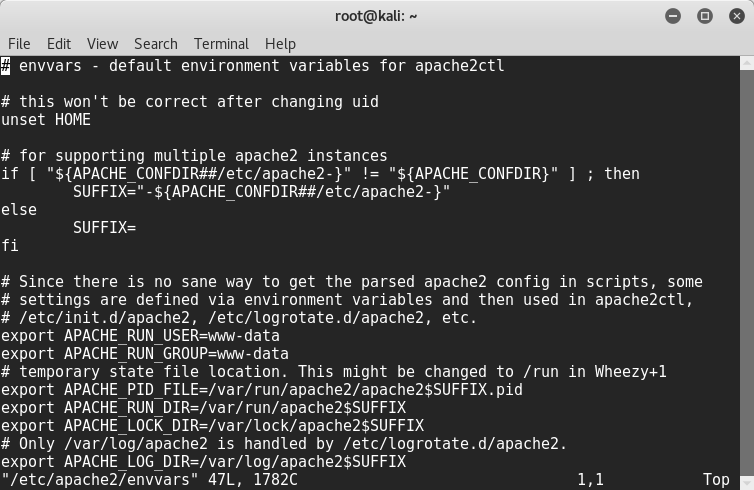 root@kali: ~
File Edit View Search Terminal Help
# envvars - default environment variables for apache2ctl
# this won't be correct after changing uid
unset HOME
# for supporting multiple apache2 instances
if [ "${APACHE_CONFDIR##/etc/apache2-}" != "${APACHE_CONFDIR}" ] ; then
        SUFFIX="-${APACHE_CONFDIR##/etc/apache2-}"
else
        SUFFIX=
fi
# Since there is no sane way to get the parsed apache2 config in scripts, some
# settings are defined via environment variables and then used in apache2ctl,
# /etc/init.d/apache2, /etc/logrotate.d/apache2, etc.
export APACHE_RUN_USER=www-data
export APACHE_RUN_GROUP=www-data
# temporary state file location. This might be changed to /run in Wheezy+1
export APACHE_PID_FILE=/var/run/apache2/apache2$SUFFIX.pid
export APACHE_RUN_DIR=/var/run/apache2$SUFFIX
export APACHE_LOCK_DIR=/var/lock/apache2$SUFFIX
# Only /var/log/apache2 is handled by /etc/logrotate.d/apache2.
export APACHE_LOG_DIR=/var/log/apache2$SUFFIX
"/etc/apache2/envvars" 47L, 1782C 1,1 Top